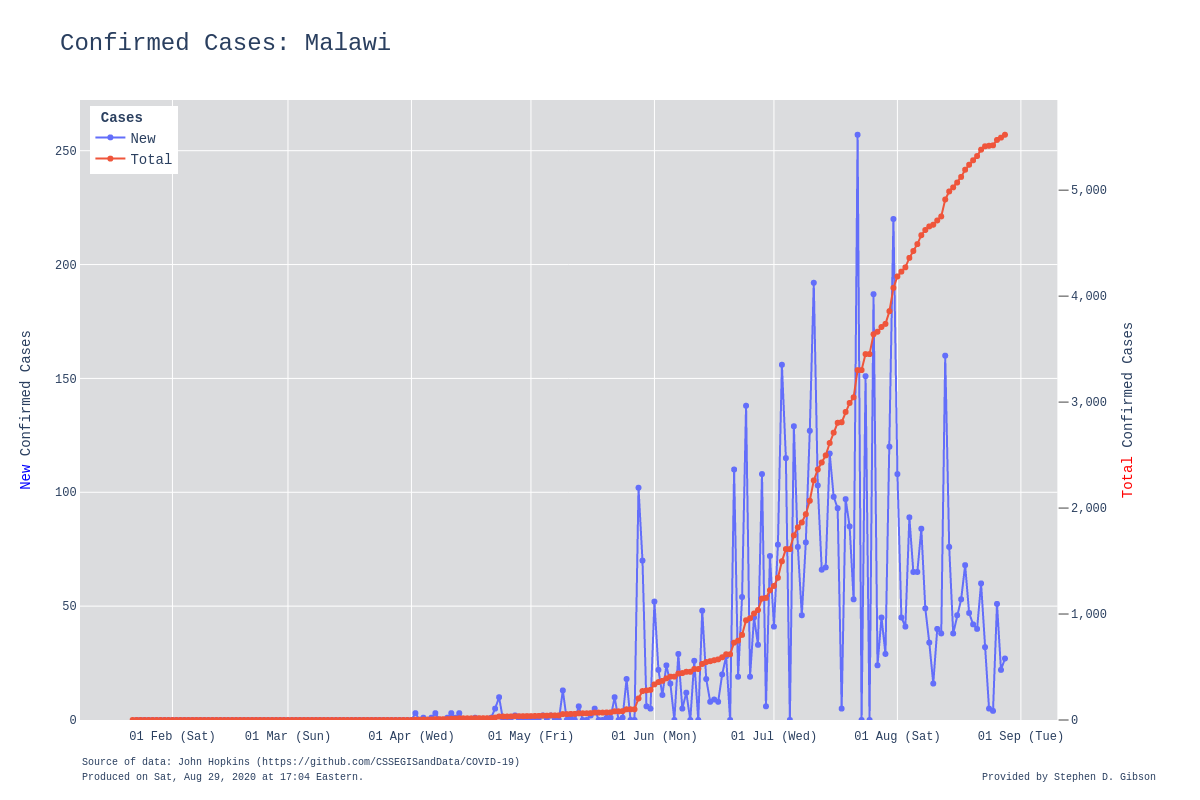 Confirmed Cases: Malawi
Cases
New
Total
250
200
150
100
50
0
5,000
4,000
3,000
2,000
1,000
0
New Confirmed Cases
Total Confirmed Cases
01 Feb (Sat) 01 Mar (Sun) 01 Apr (Wed) 01 May (Fri) 01 Jun (Mon) 01 Jul (Wed) 01 Aug (Sat) 01 Sep (Tue)
Source of data: John Hopkins (https://github.com/CSSEGISandData/COVID-19)
Produced on Sat, Aug 29, 2020 at 17:04 Eastern.
Provided by Stephen D. Gibson